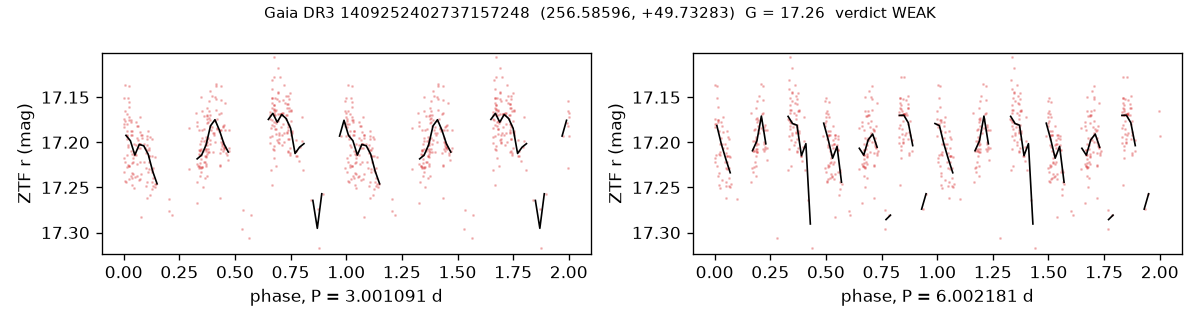 Gaia DR3 1409252402737157248 (256.58596, +49.73283) G = 17.26 verdict WEAK
ZTF r (mag)
17.15
17.20
17.25
17.30
0.00 0.25 0.50 0.75 1.00 1.25 1.50 1.75 2.00
phase, P = 3.001091 d
ZTF r (mag)
17.15
17.20
17.25
17.30
0.00 0.25 0.50 0.75 1.00 1.25 1.50 1.75 2.00
phase, P = 6.002181 d